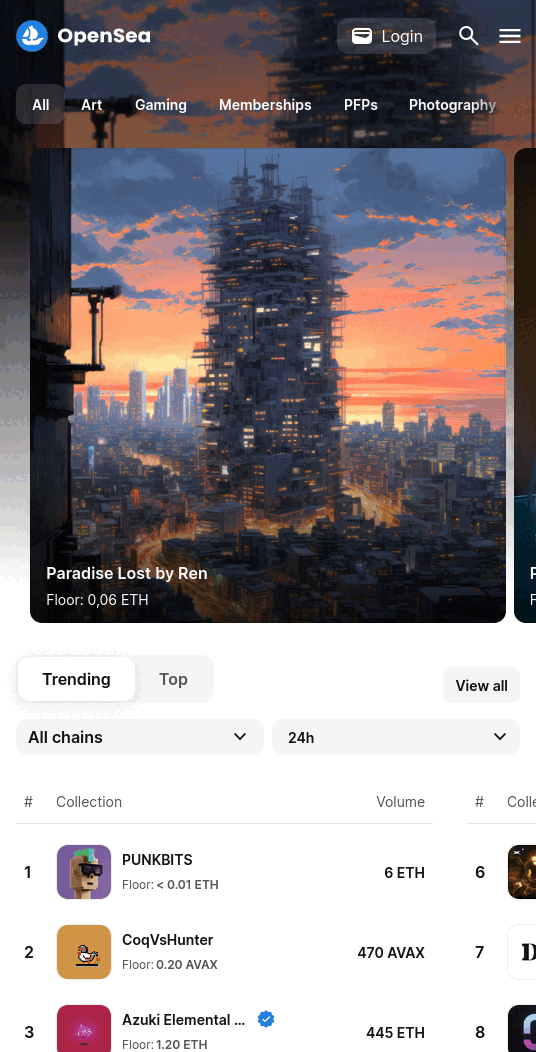 OpenSea
Login
All Art Gaming Memberships PFPs Photography
Paradise Lost by Ren
Floor: 0,06 ETH
Trending Top
View all
All chains 24h
# Collection Volume #
1 PUNKBITS 6 ETH 6
Floor: < 0.01 ETH
2 CoqVsHunter 470 AVAX 7
Floor: 0.20 AVAX
3 Azuki Elemental ... 445 ETH 8
Floor: 1.20 ETH